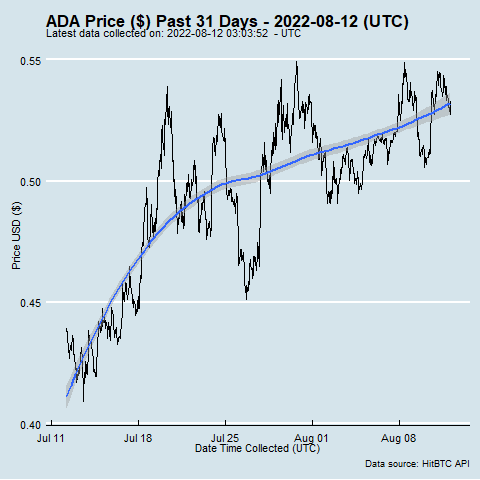 ADA Price ($) Past 31 Days - 2022-08-12 (UTC)
Latest data collected on: 2022-08-12 03:03:52 - UTC
0.55
0.50
0.45
0.40
Price USD ($)
Jul 11 Jul 18 Jul 25 Aug 01 Aug 08
Date Time Collected (UTC)
Data source: HitBTC API